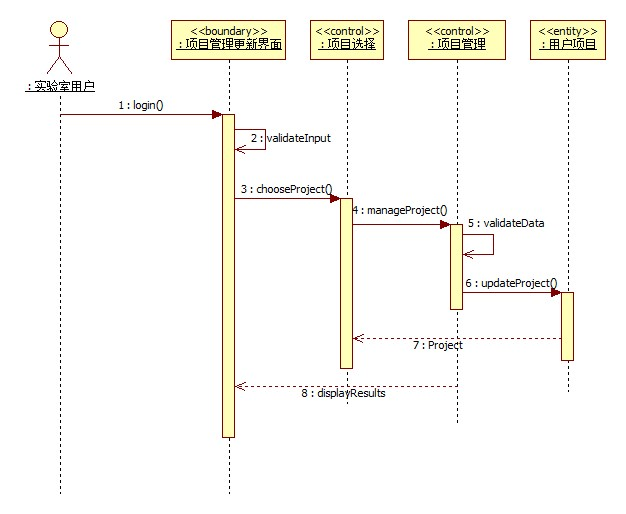 <<boundary>>
: 项目管理更新界面
<<control>>
: 项目选择
<<control>>
: 项目管理
<<entity>>
: 用户项目
: 实验室用户
1 : login()
2 : validateInput
3 : chooseProject()
4 : manageProject()
5 : validateData
6 : updateProject()
7 : Project
8 : displayResults